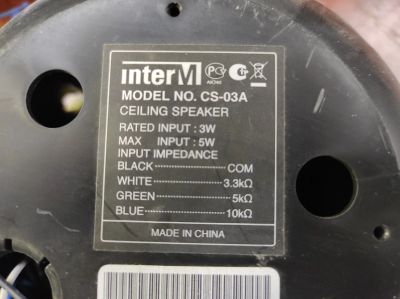 interM
MODEL NO. CS-03A
CEILING SPEAKER
RATED INPUT : 3W
MAX INPUT : 5W
INPUT IMPEDANCE
BLACK COM
WHITE 3.3kΩ
GREEN 5kΩ
BLUE 10kΩ
MADE IN CHINA